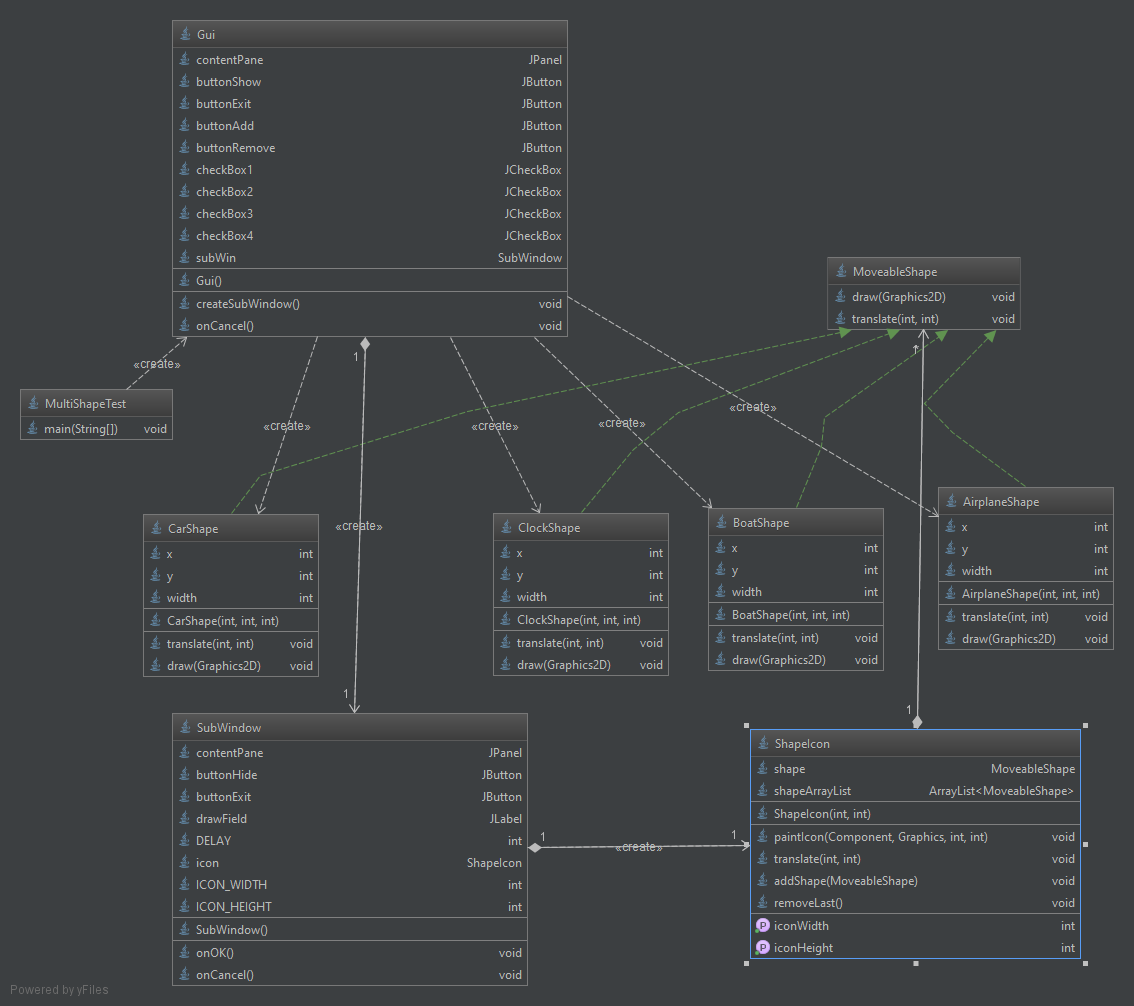 Gui
contentPane JPanel
buttonShow JButton
buttonExit JButton
buttonAdd JButton
buttonRemove JButton
checkBox1 JCheckBox
checkBox2 JCheckBox
checkBox3 JCheckBox
checkBox4 JCheckBox
subWin SubWindow
Gui()
createSubWindow() void
onCancel() void
MoveableShape
draw(Graphics2D) void
translate(int, int) void
1
1
«create»
MultiShapeTest
main(String[]) void
«create»
«create»
«create»
«create»
«create»
CarShape
x int
y int
width int
CarShape(int, int, int)
translate(int, int) void
draw(Graphics2D) void
ClockShape
x int
y int
width int
ClockShape(int, int, int)
translate(int, int) void
draw(Graphics2D) void
BoatShape
x int
y int
width int
BoatShape(int, int, int)
translate(int, int) void
draw(Graphics2D) void
AirplaneShape
x int
y int
width int
AirplaneShape(int, int, int)
translate(int, int) void
draw(Graphics2D) void
1
1
SubWindow
contentPane JPanel
buttonHide JButton
buttonExit JButton
drawField JLabel
DELAY int
icon ShapeIcon
ICON_WIDTH int
ICON_HEIGHT int
SubWindow()
onOK() void
onCancel() void
1
«create»
1
ShapeIcon
shape MoveableShape
shapeArrayList ArrayList<MoveableShape>
ShapeIcon(int, int)
paintIcon(Component, Graphics, int, int) void
translate(int, int) void
addShape(MoveableShape) void
removeLast() void
P iconWidth int
P iconHeight int
Powered by yFiles